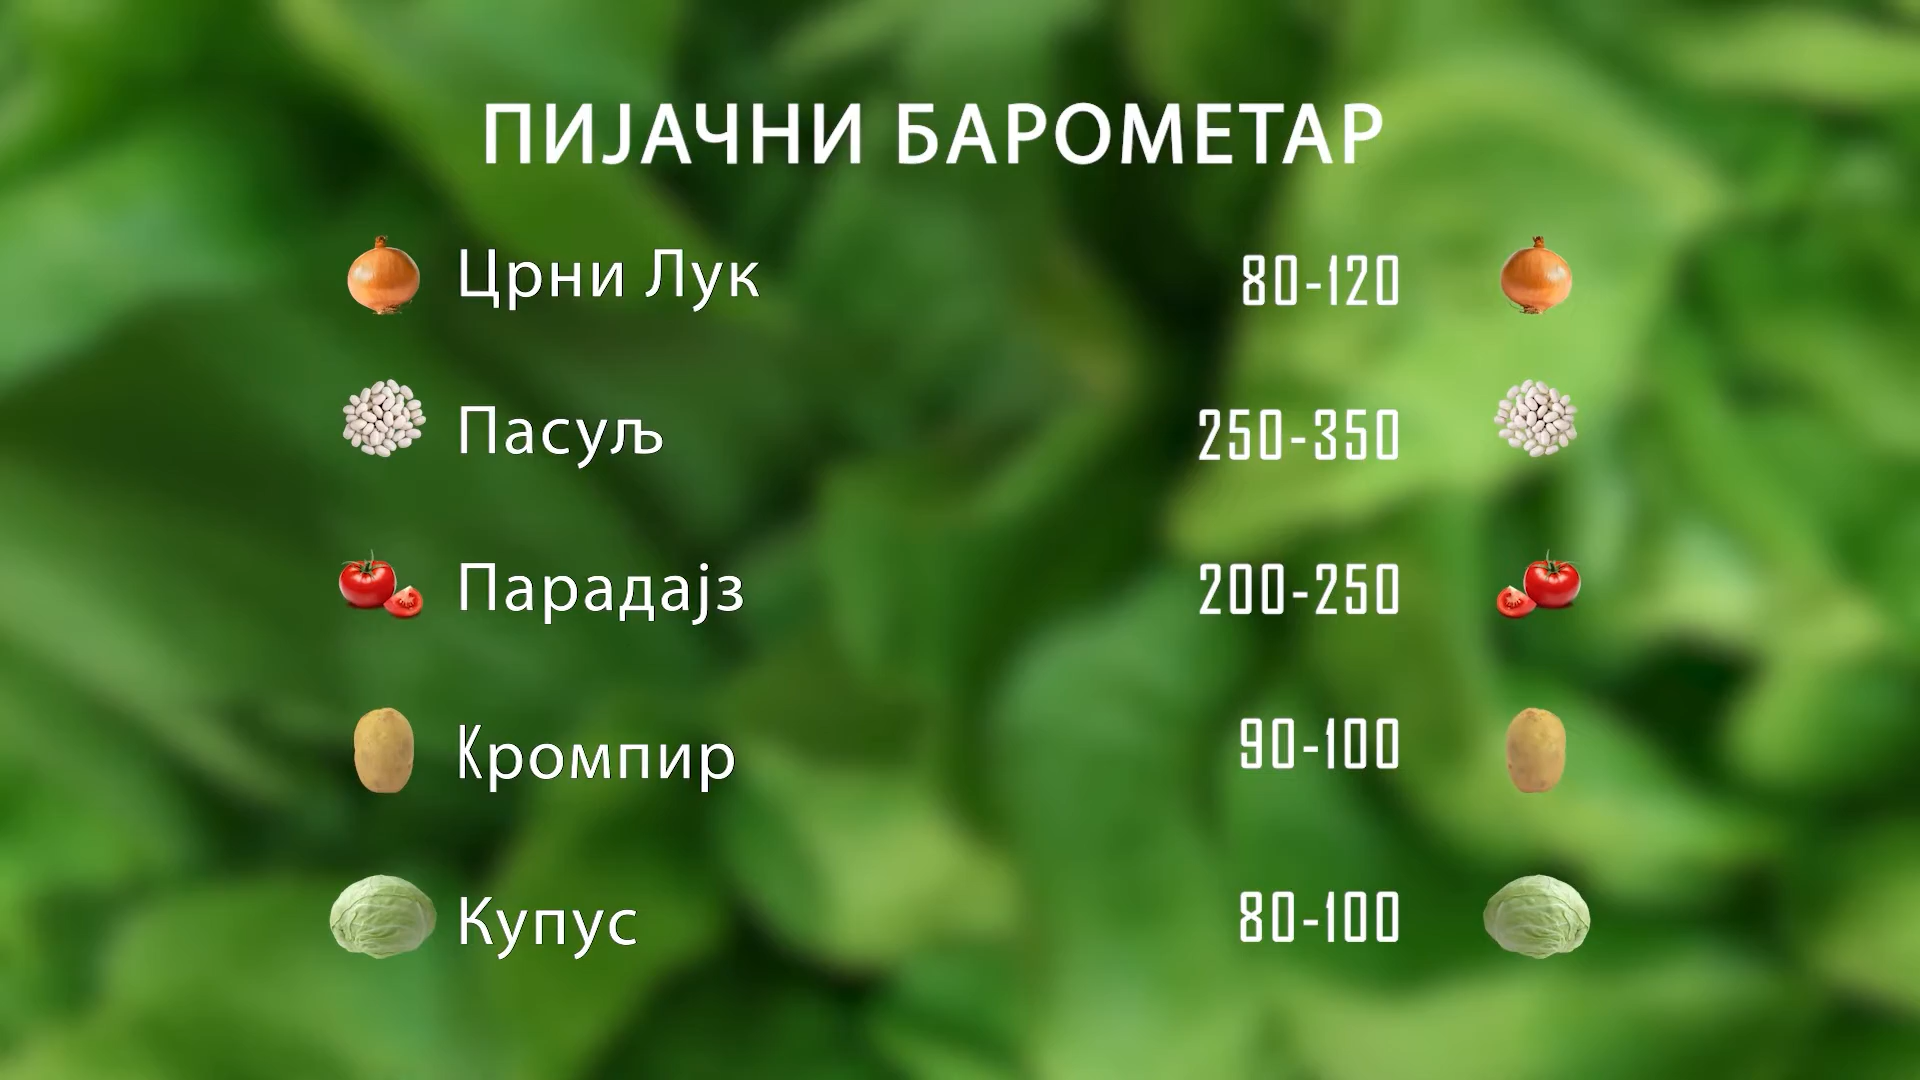 ПИЈАЧНИ БАРОМЕТАР
Црни Лук 80-120
Пасуљ 250-350
Парадајз 200-250
Кромпир 90-100
Купус 80-100